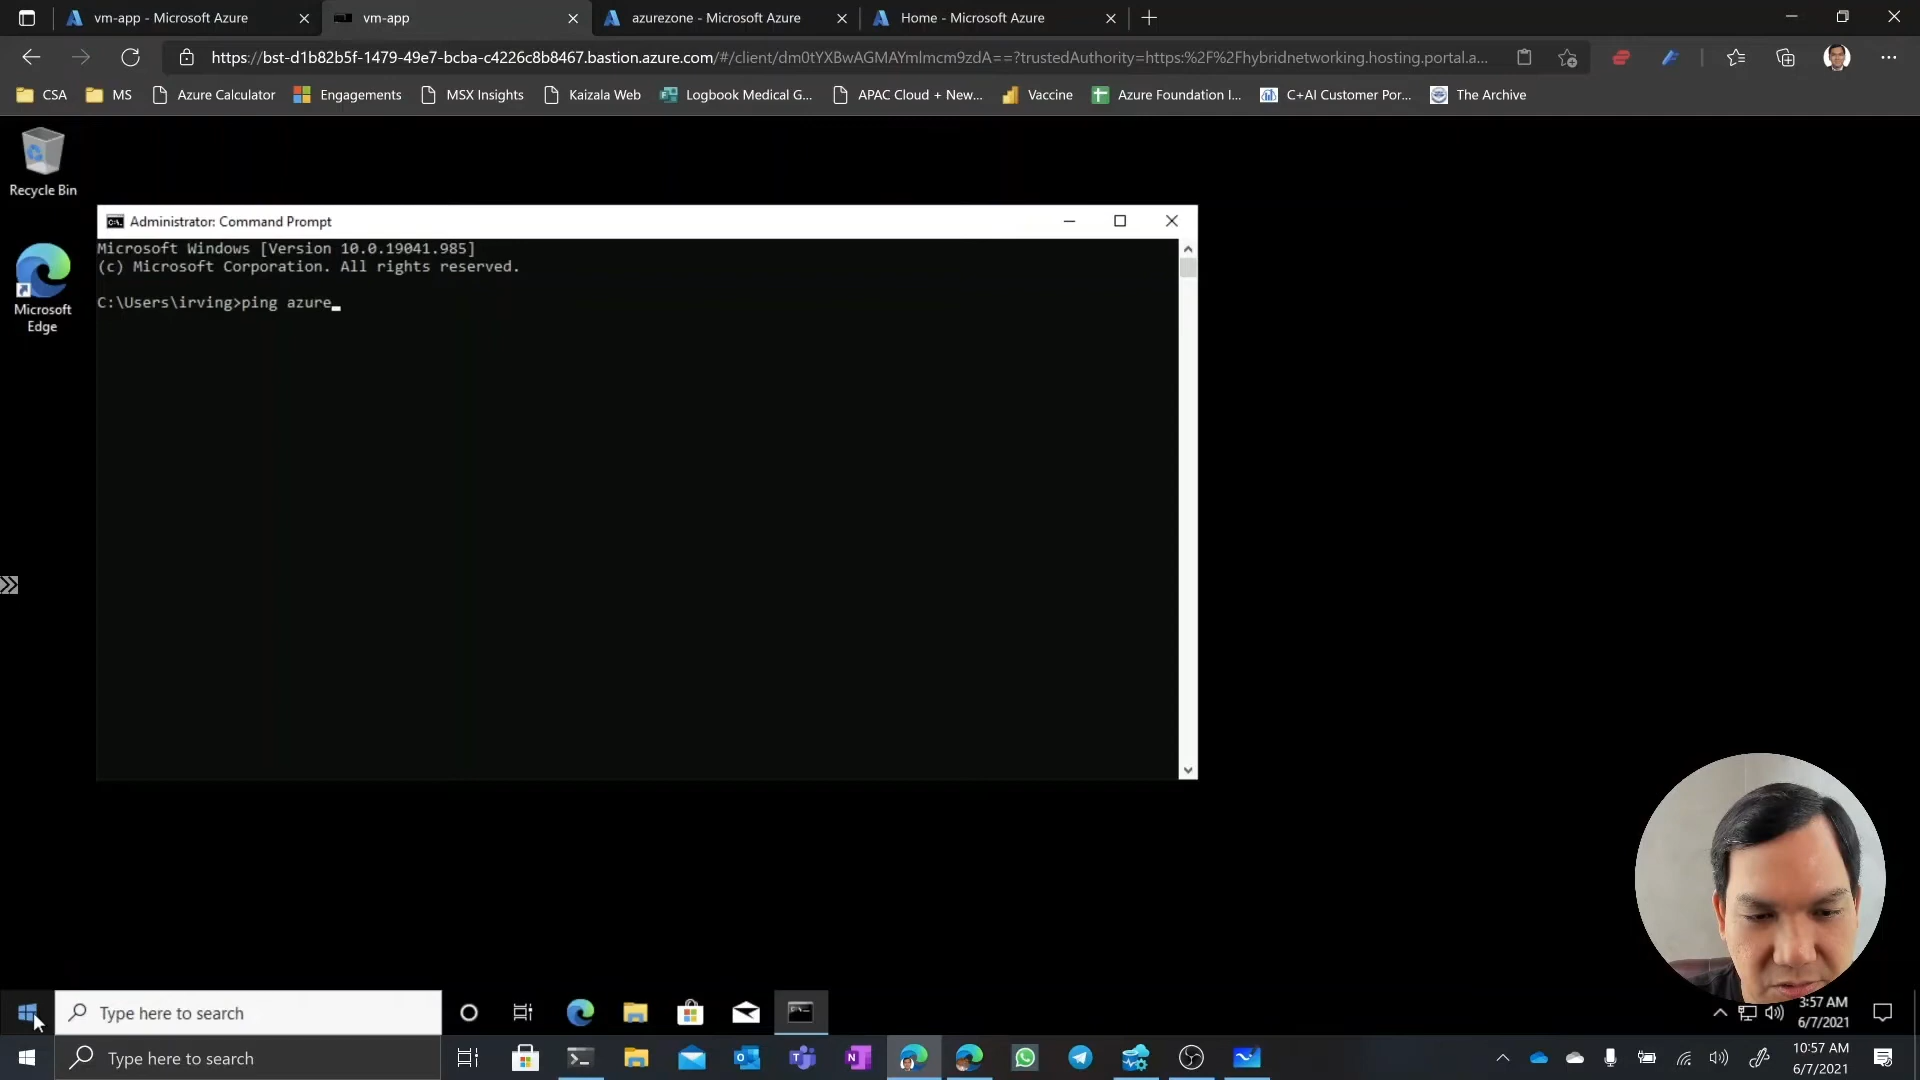 vm-app - Microsoft Azure
vm-app
azurezone - Microsoft Azure
Home - Microsoft Azure
https://bst-d1b82b5f-1479-49e7-bcba-c4226c8b8467.bastion.azure.com/#/client/dm0tYXBwAGMAYmlmcm9zdA==?trustedAuthority=https:%2F%2Fhybridnetworking.hosting.portal.a...
CSA
MS
Azure Calculator
Engagements
MSX Insights
Kaizala Web
Logbook Medical G...
APAC Cloud + New...
Vaccine
Azure Foundation I...
C+AI Customer Por...
The Archive
Recycle Bin
Microsoft
Edge
Administrator: Command Prompt
Microsoft Windows [Version 10.0.19041.985]
(c) Microsoft Corporation. All rights reserved.
C:\Users\irving>ping azure
Type here to search
3:57 AM
6/7/2021
Type here to search
10:57 AM
6/7/2021